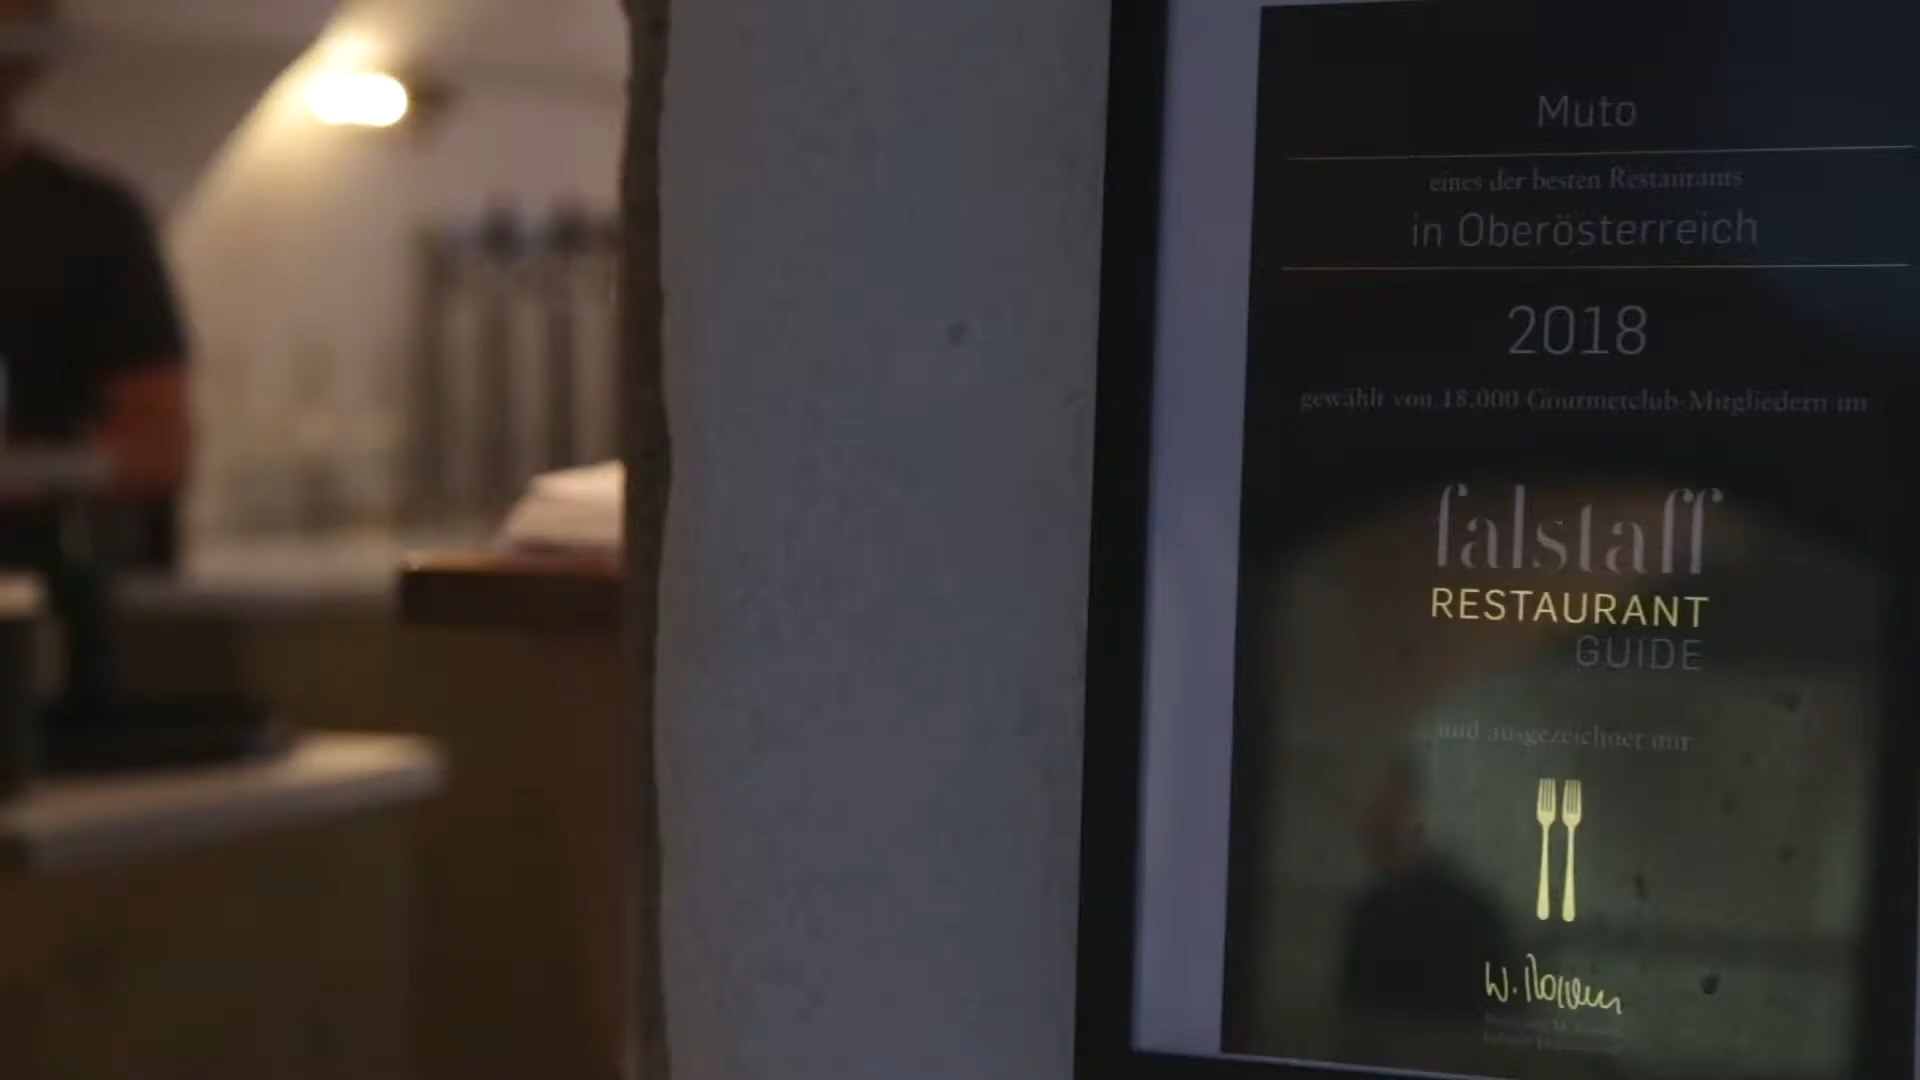 Muto
eines der besten Restaurants
in Oberösterreich
2018
gewählt von 18.000 Gourmetclub-Mitgliedern im
falstaff
RESTAURANT
GUIDE
und ausgezeichnet mit
W.